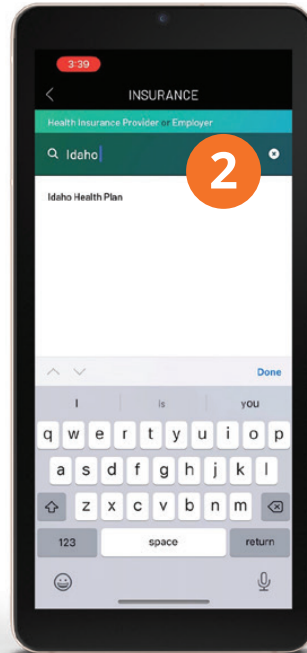 3:39
INSURANCE
Health Insurance Provider or Employer
Idaho
2
Idaho Health Plan
Done
I is you
q w e r t y u i o p
a s d f g h j k l
z x c v b n m
123 space return